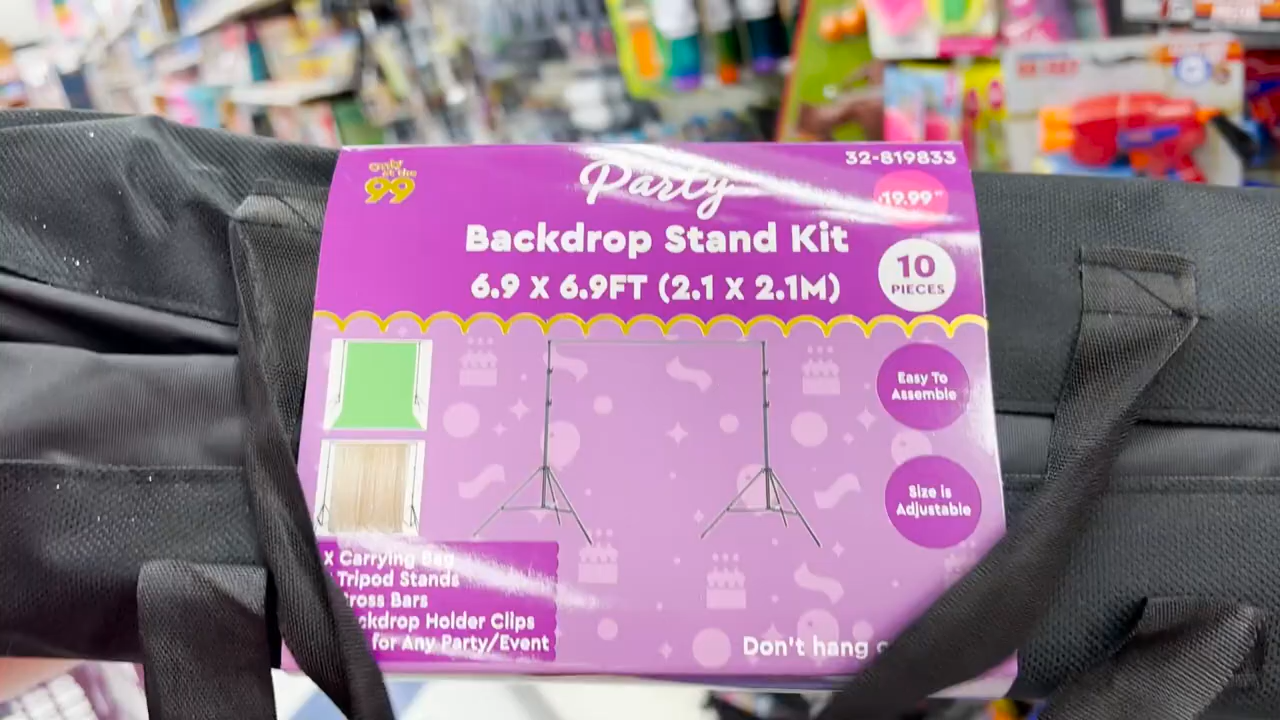 Only
at the
99
32-819833
Party
19.99
Backdrop Stand Kit
10
PIECES
6.9 X 6.9FT (2.1 X 2.1M)
Easy To
Assemble
Size is
Adjustable
X Carrying Bag
Tripod Stands
ross Bars
ckdrop Holder Clips
for Any Party/Event
Don't hang